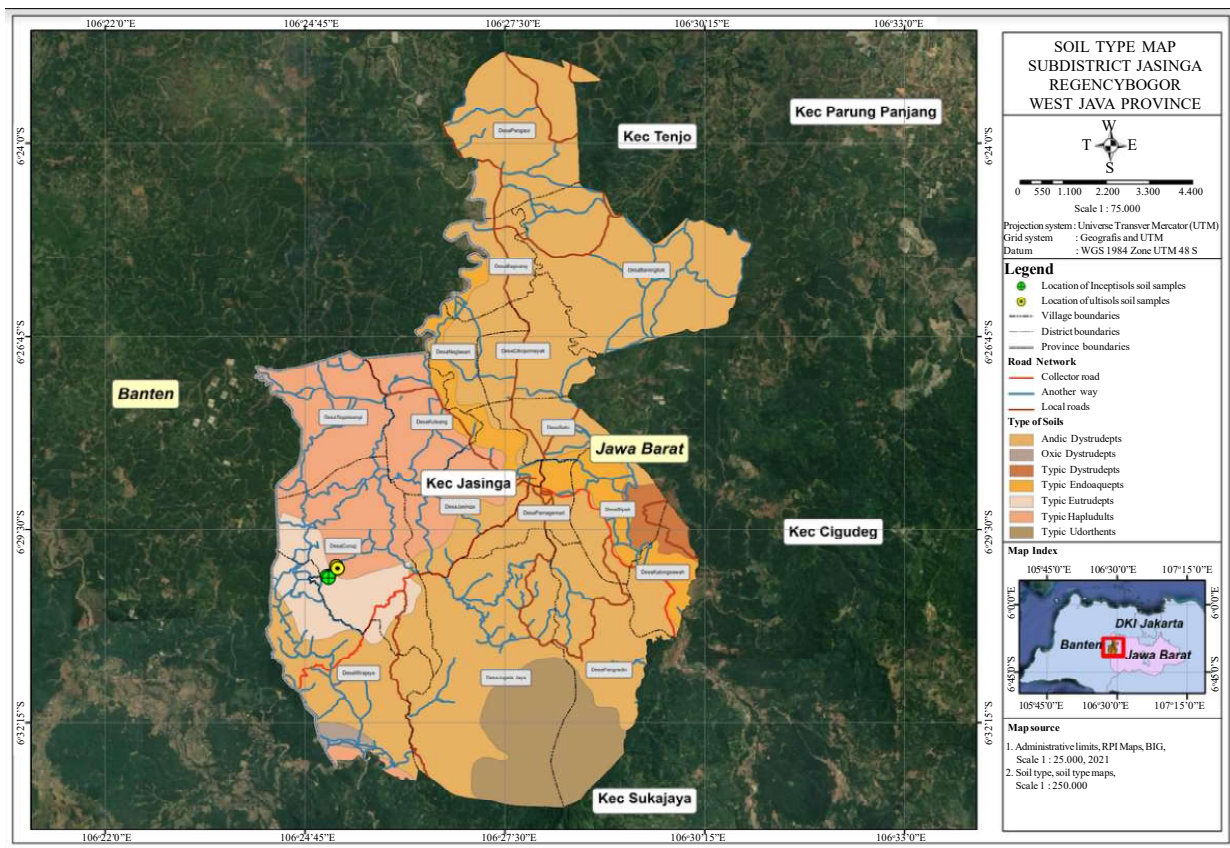 106°22'0"E 106°24'45"E 106°27'30"E 106°30'15"E 106°33'0"E
6°24'0"S
6°26'45"S
6°29'30"S
6°32'15"S
Kec Parung Panjang
Kec Tenjo
DesaPangaur
DesaCikopomayak
Banten
Jawa Barat
Kec Jasinga
DesaJasinga
DesaPamagersari
DesaCurug
Kec Cigudeg
DesaKalongsawah
DesaWirajaya
Kec Sukajaya
6°24'0"S
6°26'45"S
6°29'30"S
6°32'15"S
106°22'0"E 106°24'45"E 106°27'30"E 106°30'15"E 106°33'0"E
SOIL TYPE MAP
SUBDISTRICT JASINGA
REGENCYBOGOR
WEST JAVA PROVINCE
W
T E
S
0 550 1.100 2.200 3.300 4.400
Scale 1 : 75.000
Projection system : Universe Transver Mercator (UTM)
Grid system : Geografis and UTM
Datum : WGS 1984 Zone UTM 48 S
Legend
Location of Inceptisols soil samples
Location of ultisols soil samples
Village boundaries
District boundaries
Province boundaries
Road Network
Collector road
Another way
Local roads
Type of Soils
Andic Dystrudepts
Oxic Dystrudepts
Typic Dystrudepts
Typic Endoaquepts
Typic Eutrudepts
Typic Hapludults
Typic Udorthents
Map Index
105°45'0"E 106°30'0"E 107°15'0"E
6°0'0"S
6°45'0"S
DKI Jakarta
Banten
Jawa Barat
6°0'0"S
6°45'0"S
105°45'0"E 106°30'0"E 107°15'0"E
Map source
1. Administrative limits, RPI Maps, BIG,
Scale 1 : 25.000, 2021
2. Soil type, soil type maps,
Scale 1 : 250.000